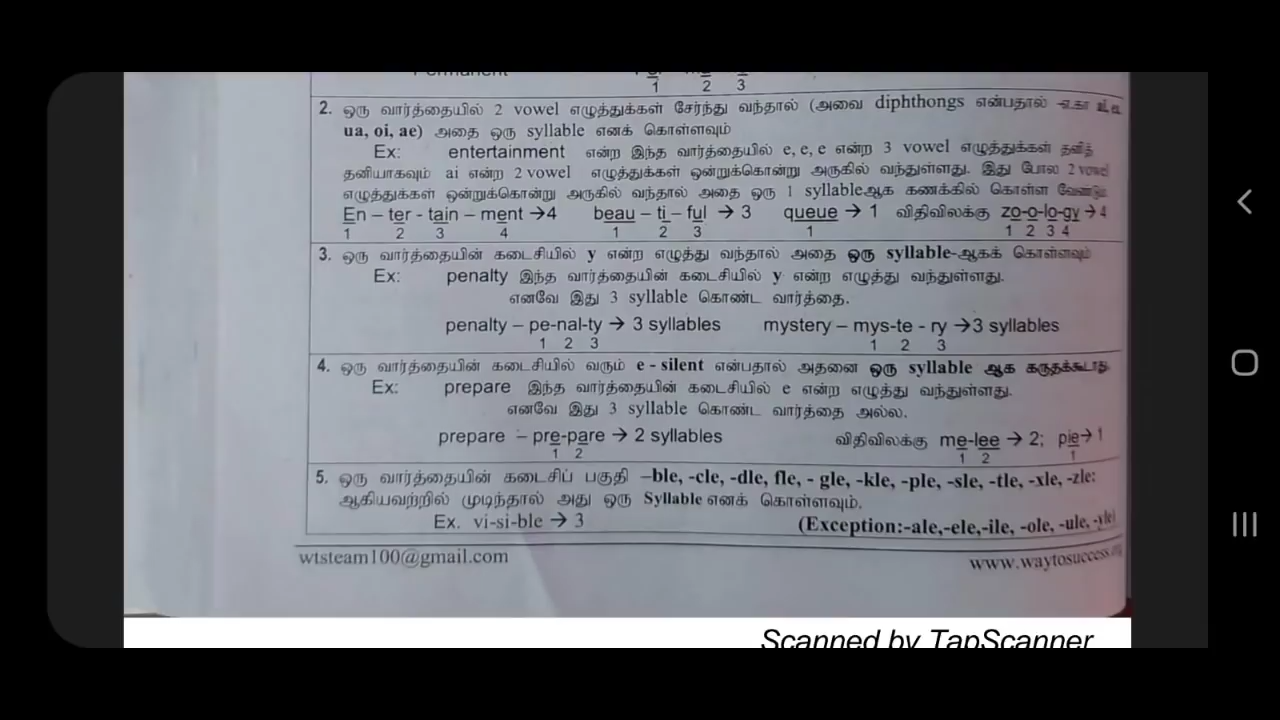 2. ஒரு வார்த்தையில் 2 vowel எழுத்துக்கள் சேர்ந்து வந்தால் (அவை diphthongs என்பதால்
ua, oi, ae) அதை ஒரு syllable எனக் கொள்ளவும்
Ex: entertainment என்ற இந்த வார்த்தையில் e, e, e என்ற 3 vowel எழுத்துக்கள் தனித்
தனியாகவும் ai என்ற 2 vowel எழுத்துக்கள் ஒன்றுக்கொன்று அருகில் வந்துள்ளது. இது போல 2 vowel
எழுத்துக்கள் ஒன்றுக்கொன்று அருகில் வந்தால் அதை ஒரு 1 syllableஆக கணக்கில் கொள்ள வேண்டும்
En – ter - tain – ment →4 beau – ti – ful → 3 queue → 1 விதிவிலக்கு zo-o-lo-gy → 4
1 2 3 4 1 2 3 1 1 2 3 4
3. ஒரு வார்த்தையின் கடைசியில் y என்ற எழுத்து வந்தால் அதை ஒரு syllable-ஆகக் கொள்ளவும்
Ex: penalty இந்த வார்த்தையின் கடைசியில் y என்ற எழுத்து வந்துள்ளது.
எனவே இது 3 syllable கொண்ட வார்த்தை.
penalty – pe-nal-ty → 3 syllables mystery – mys-te - ry →3 syllables
1 2 3 1 2 3
4. ஒரு வார்த்தையின் கடைசியில் வரும் e - silent என்பதால் அதனை ஒரு syllable ஆக கருதக்கூடாது
Ex: prepare இந்த வார்த்தையின் கடைசியில் e என்ற எழுத்து வந்துள்ளது.
எனவே இது 3 syllable கொண்ட வார்த்தை அல்ல.
prepare – pre-pare → 2 syllables விதிவிலக்கு me-lee → 2; pie→ 1
1 2 1 2 1
5. ஒரு வார்த்தையின் கடைசிப் பகுதி –ble, -cle, -dle, fle, - gle, -kle, -ple, -sle, -tle, -xle, -zle:
ஆகியவற்றில் முடிந்தால் அது ஒரு Syllable எனக் கொள்ளவும்.
Ex. vi-si-ble → 3 (Exception:-ale,-ele,-ile, -ole, -ule, -yle)
wtsteam100@gmail.com www.waytosuccess.
Scanned by TapScanner